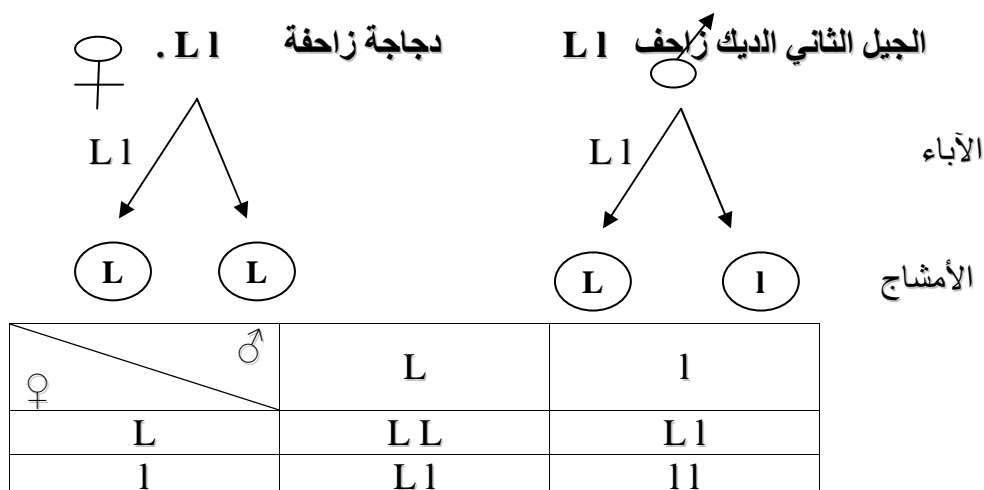 الجيل الثاني الديك زاحف L l دجاجة زاحفة L l .
الآباء L l L l
الأمشاج L l L L
♂ ♀ L l
L L L L l
l L l l l